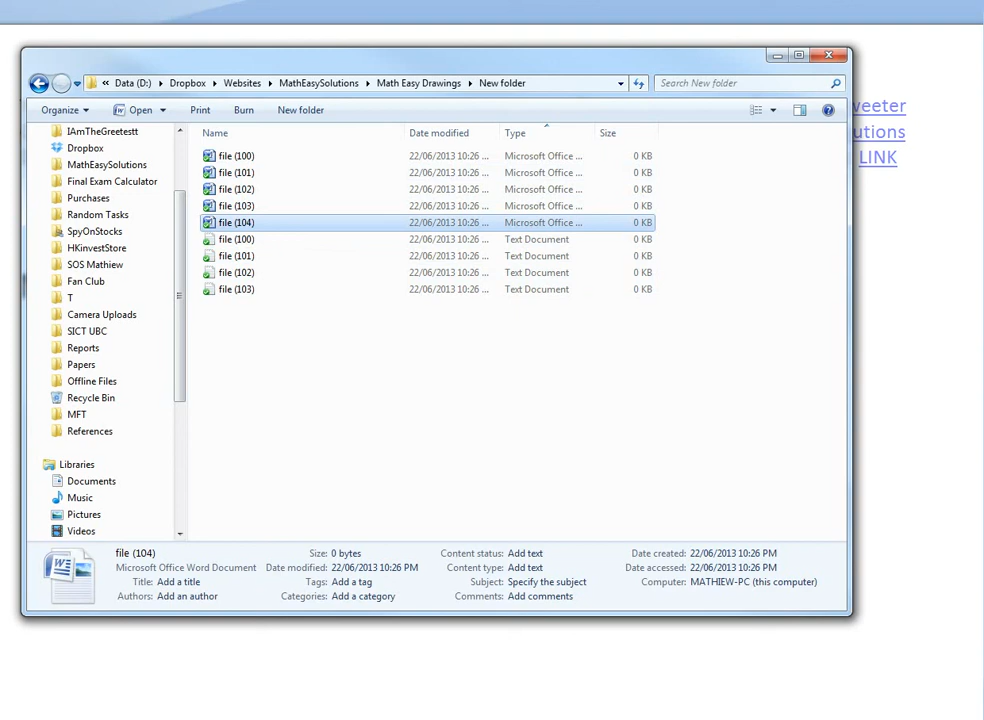 « Data (D:) ▸ Dropbox ▸ Websites ▸ MathEasySolutions ▸ Math Easy Drawings ▸ New folder
Search New folder
Organize Open Print Burn New folder
Name Date modified Type Size
file (100) 22/06/2013 10:26 ... Microsoft Office ... 0 KB
file (101) 22/06/2013 10:26 ... Microsoft Office ... 0 KB
file (102) 22/06/2013 10:26 ... Microsoft Office ... 0 KB
file (103) 22/06/2013 10:26 ... Microsoft Office ... 0 KB
file (104) 22/06/2013 10:26 ... Microsoft Office ... 0 KB
file (100) 22/06/2013 10:26 ... Text Document 0 KB
file (101) 22/06/2013 10:26 ... Text Document 0 KB
file (102) 22/06/2013 10:26 ... Text Document 0 KB
file (103) 22/06/2013 10:26 ... Text Document 0 KB
IAmTheGreetestt
Dropbox
MathEasySolutions
Final Exam Calculator
Purchases
Random Tasks
SpyOnStocks
HKinvestStore
SOS Mathiew
Fan Club
T
Camera Uploads
SICT UBC
Reports
Papers
Offline Files
Recycle Bin
MFT
References
Libraries
Documents
Music
Pictures
Videos
file (104) Size: 0 bytes Content status: Add text Date created: 22/06/2013 10:26 PM
Microsoft Office Word Document Date modified: 22/06/2013 10:26 PM Content type: Add text Date accessed: 22/06/2013 10:26 PM
Title: Add a title Tags: Add a tag Subject: Specify the subject Computer: MATHIEW-PC (this computer)
Authors: Add an author Categories: Add a category Comments: Add comments
weeter
utions
LINK